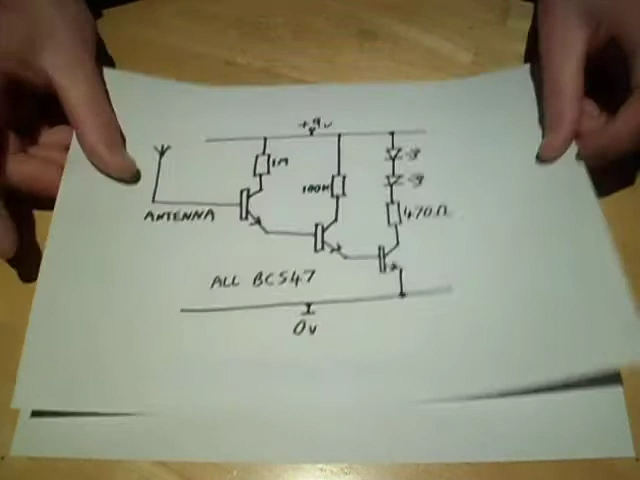 +9v
1M
100K
470Ω
ANTENNA
ALL BC547
0v